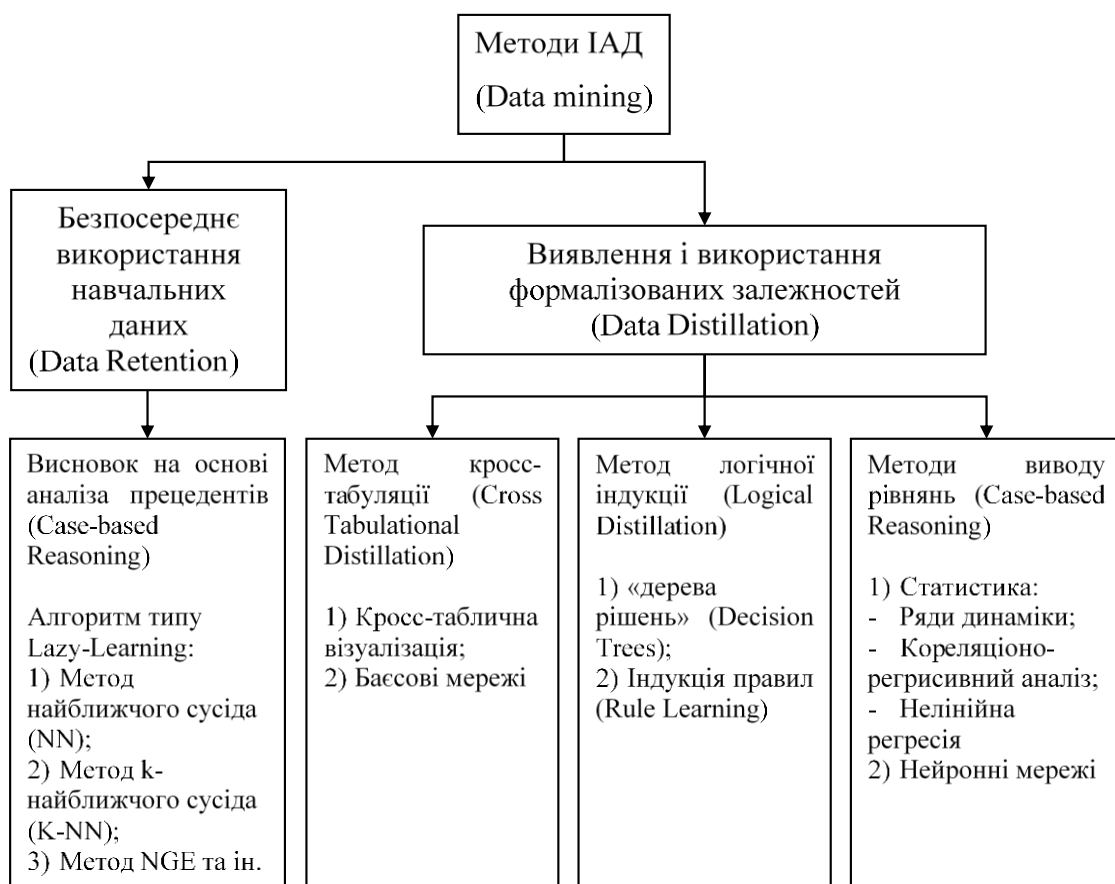 Методи ІАД
(Data mining)
Безпосереднє
використання
навчальних
даних
(Data Retention)
Виявлення і використання
формалізованих залежностей
(Data Distillation)
Висновок на основі
аналіза прецедентів
(Case-based
Reasoning)
Алгоритм типу
Lazy-Learning:
1) Метод
найближчого сусіда
(NN);
2) Метод k-
найближчого сусіда
(K-NN);
3) Метод NGE та ін.
Метод кросс-
табуляції (Cross
Tabulational
Distillation)
1) Кросс-таблична
візуалізація;
2) Баєсові мережі
Метод логічної
індукції (Logical
Distillation)
1) «дерева
рішень» (Decision
Trees);
2) Індукція правил
(Rule Learning)
Методи виводу
рівнянь (Case-based
Reasoning)
1) Статистика:
- Ряди динаміки;
- Кореляціоно-
регрисивний аналіз;
- Нелінійна
регресія
2) Нейронні мережі